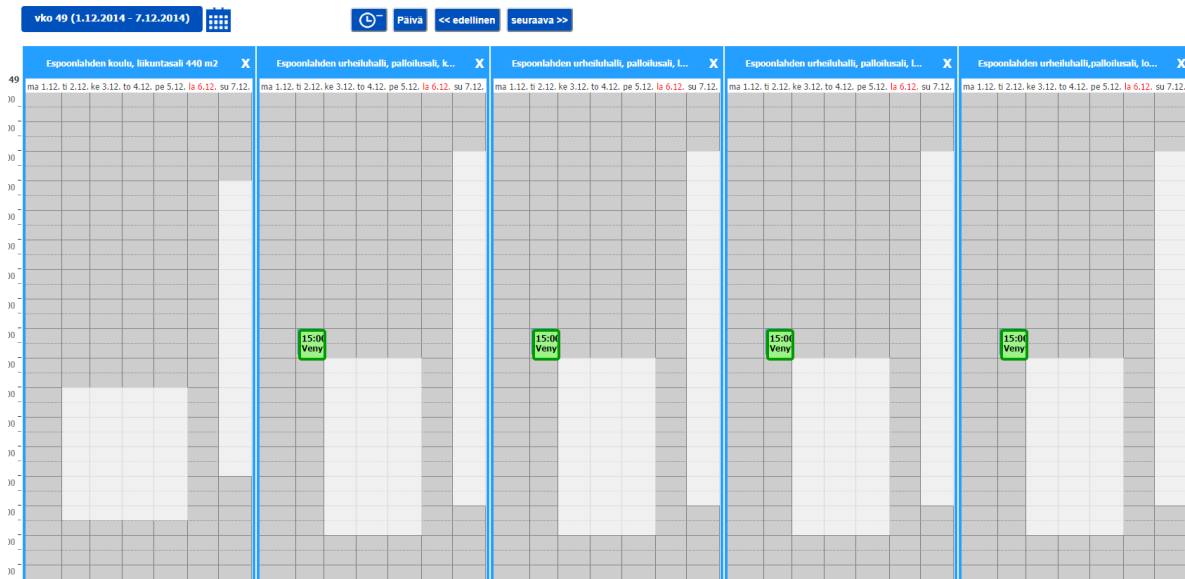 vko 49 (1.12.2014 - 7.12.2014) Päivä << edellinen seuraava >>
Espoonlahden koulu, liikuntasali 440 m2 X Espoonlahden urheiluhalli, palloilusali, k... X Espoonlahden urheiluhalli, palloilusali, l... X Espoonlahden urheiluhalli, palloilusali, l... X Espoonlahden urheiluhalli,palloilusali, lo... X
49
ma 1.12. ti 2.12. ke 3.12. to 4.12. pe 5.12. la 6.12. su 7.12. ma 1.12. ti 2.12. ke 3.12. to 4.12. pe 5.12. la 6.12. su 7.12. ma 1.12. ti 2.12. ke 3.12. to 4.12. pe 5.12. la 6.12. su 7.12. ma 1.12. ti 2.12. ke 3.12. to 4.12. pe 5.12. la 6.12. su 7.12. ma 1.12. ti 2.12. ke 3.12. to 4.12. pe 5.12. la 6.12. su 7.12.
15:00 15:00 15:00 15:00
Veny Veny Veny Veny